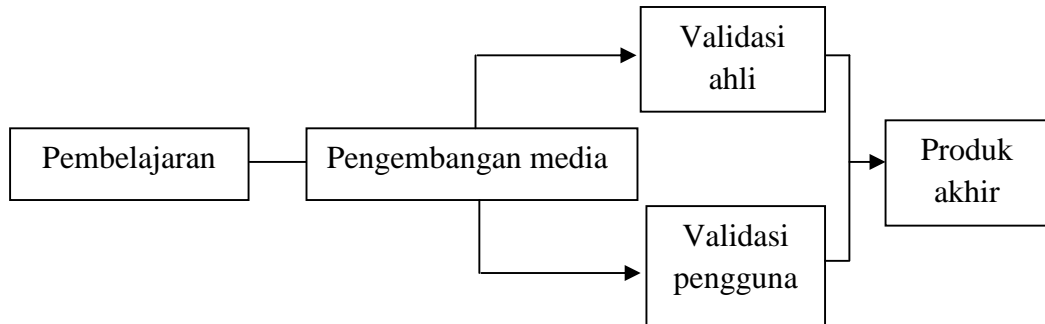 Validasi
ahli
Pembelajaran
Pengembangan media
Produk
akhir
Validasi
pengguna